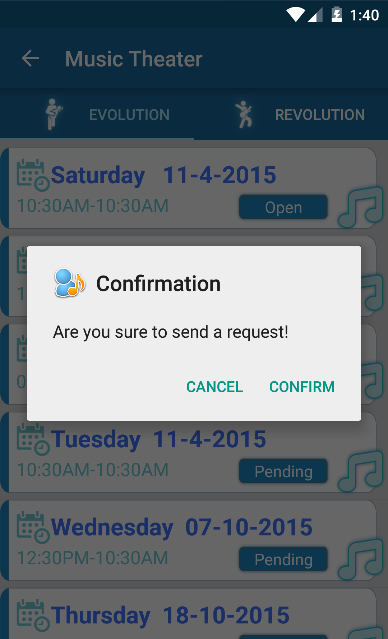 1:40
Music Theater
EVOLUTION
REVOLUTION
Saturday 11-4-2015
10:30AM-10:30AM
Open
Confirmation
Are you sure to send a request!
CANCEL CONFIRM
Tuesday 11-4-2015
10:30AM-10:30AM
Pending
Wednesday 07-10-2015
12:30PM-10:30AM
Pending
Thursday 18-10-2015